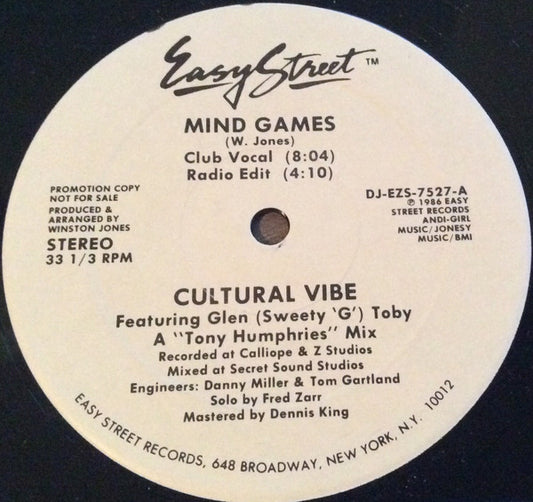 Easy Street ™
MIND GAMES
(W. Jones)
Club Vocal (8:04)
Radio Edit (4:10)
PROMOTION COPY
NOT FOR SALE
PRODUCED &
ARRANGED BY
WINSTON JONES
STEREO
33 1/3 RPM
DJ-EZS-7527-A
℗ 1986 EASY
STREET RECORDS
ANDI-GIRL
MUSIC/JONESY
MUSIC/BMI
CULTURAL VIBE
Featuring Glen (Sweety 'G') Toby
A "Tony Humphries" Mix
Recorded at Calliope & Z Studios
Mixed at Secret Sound Studios
Engineers: Danny Miller & Tom Gartland
Solo by Fred Zarr
Mastered by Dennis King
EASY STREET RECORDS, 648 BROADWAY, NEW YORK, N.Y. 10012